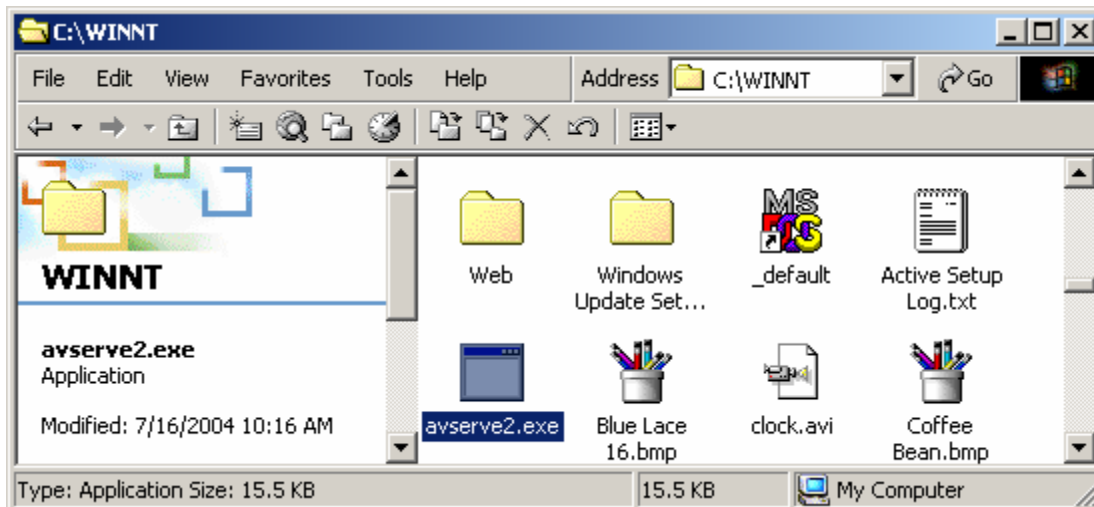 C:\WINNT
File Edit View Favorites Tools Help Address C:\WINNT Go
WINNT
avserve2.exe
Application
Modified: 7/16/2004 10:16 AM
Web
Windows
Update Set...
MS
_default
Active Setup
Log.txt
avserve2.exe
Blue Lace
16.bmp
clock.avi
Coffee
Bean.bmp
Type: Application Size: 15.5 KB 15.5 KB My Computer